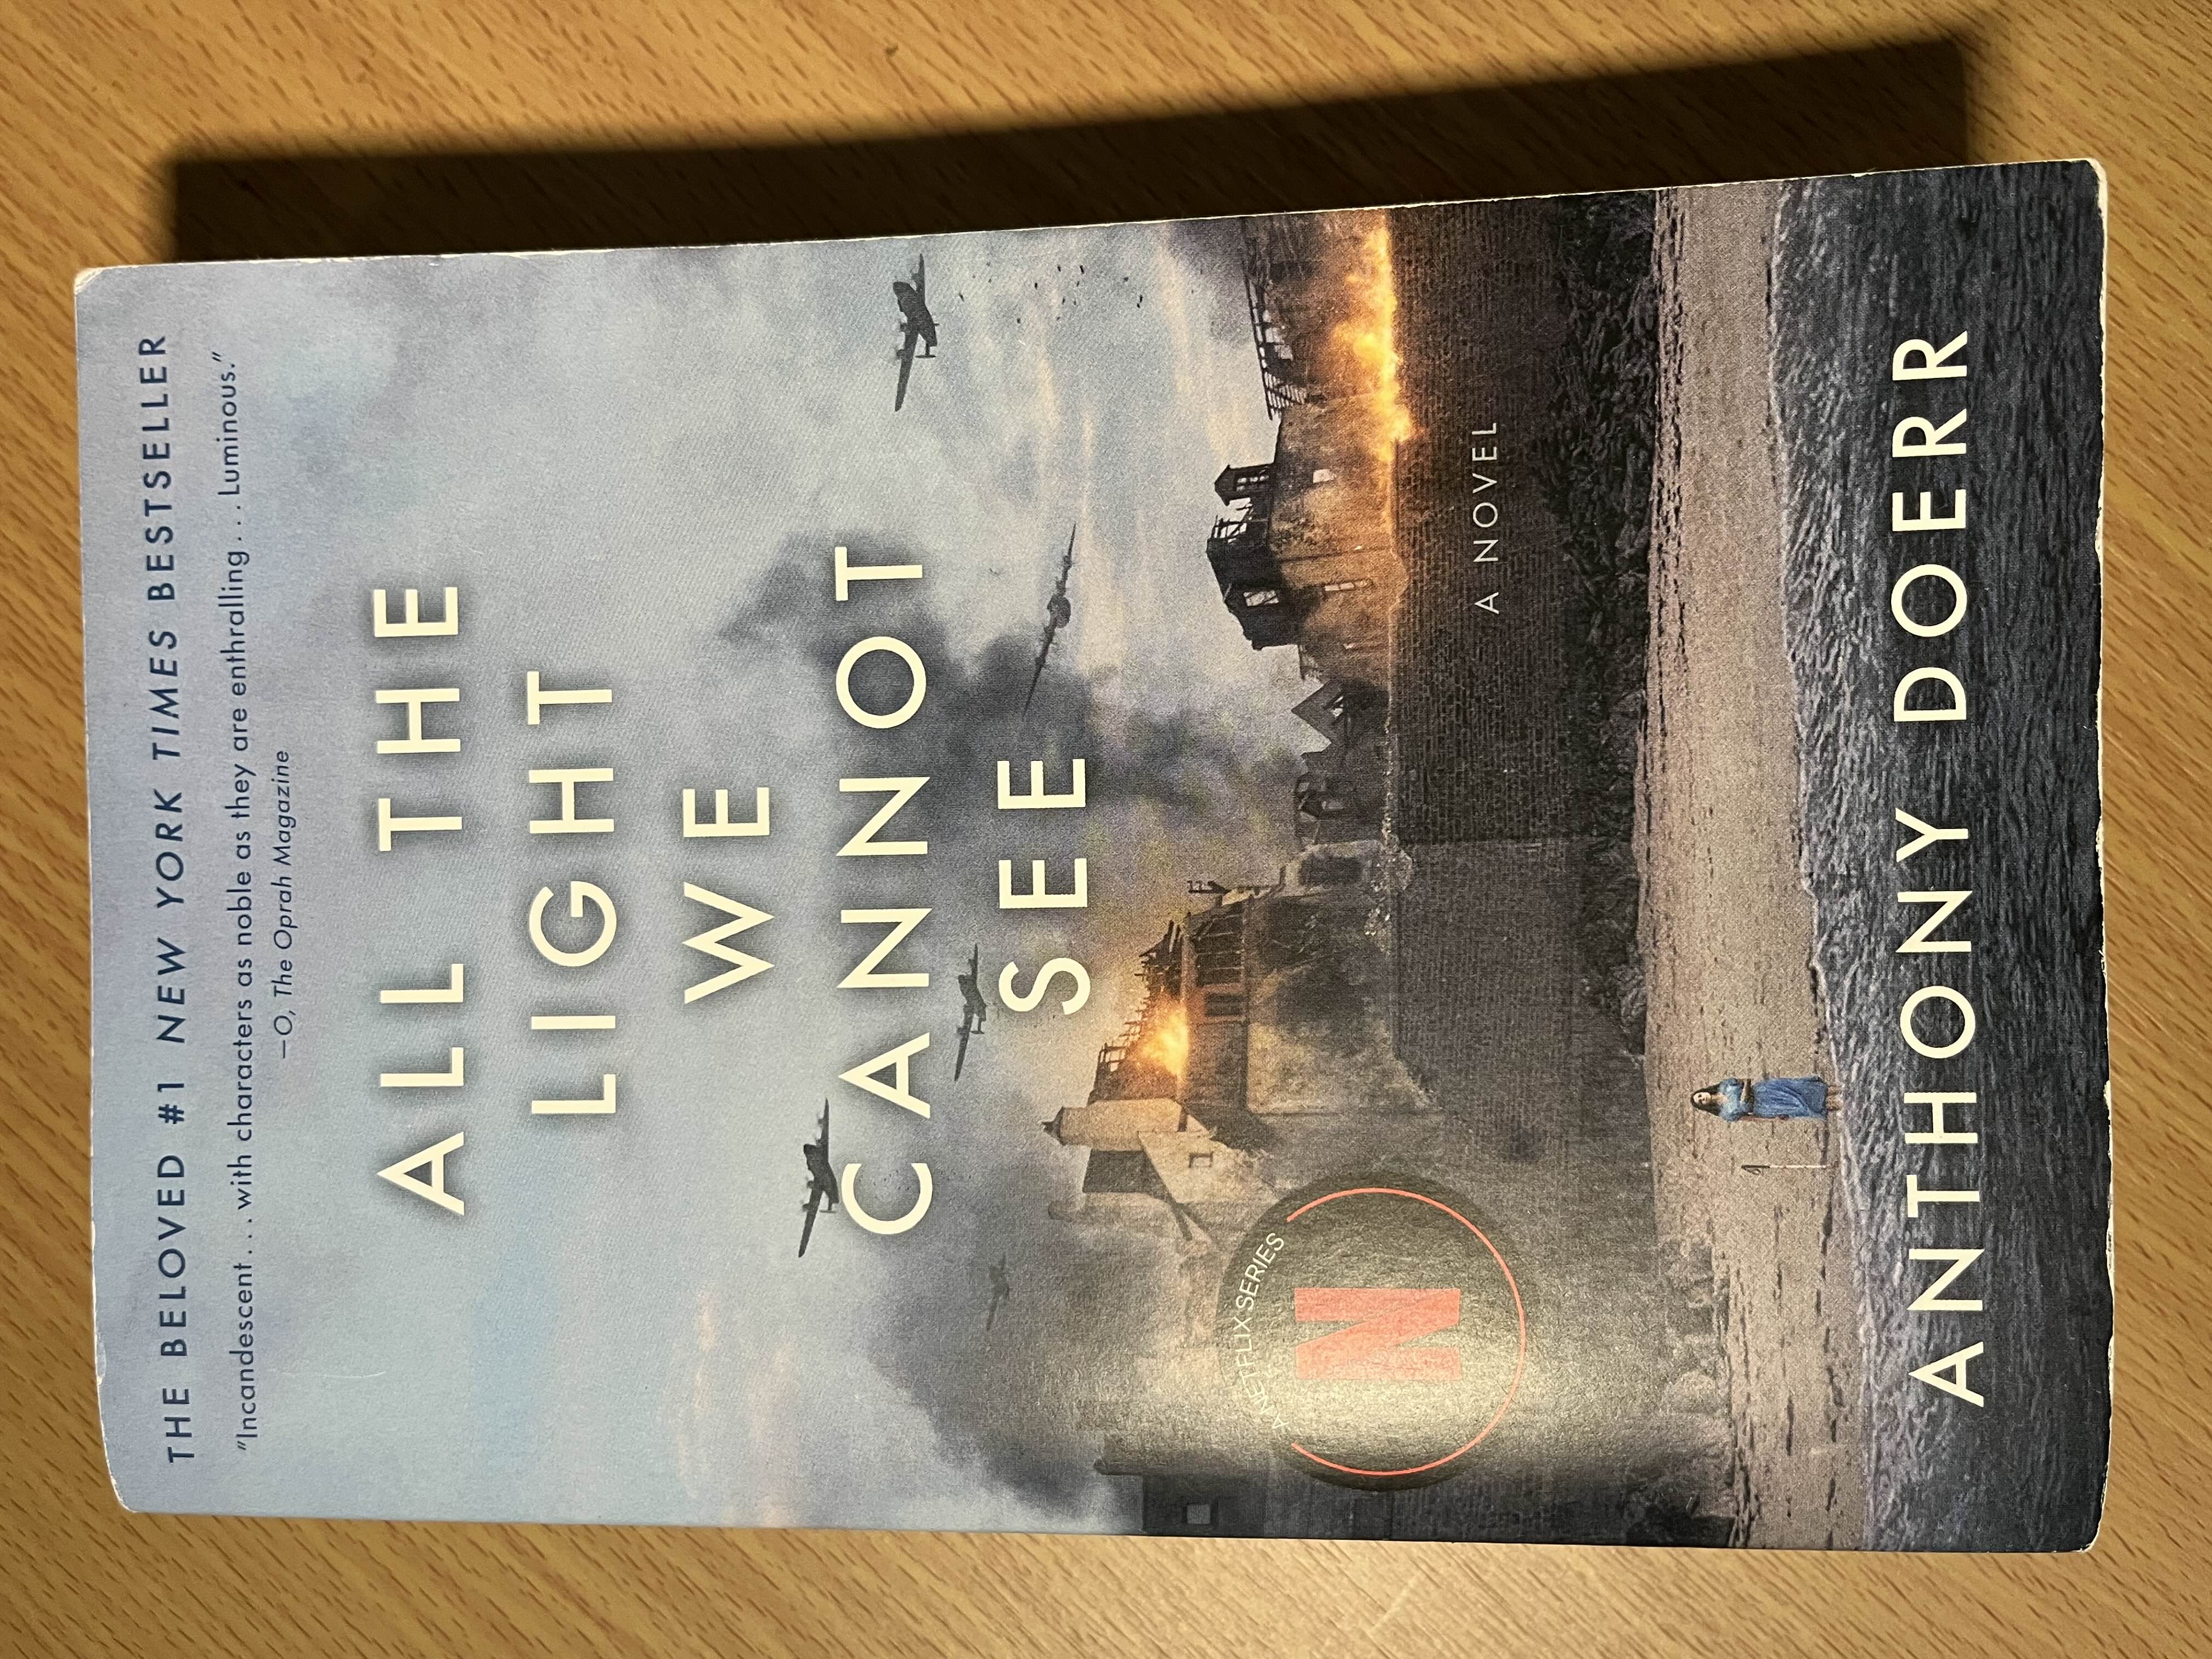 THE BELOVED #1 NEW YORK TIMES BESTSELLER
“Incandescent . . . with characters as noble as they are enthralling . . . Luminous.”
—O, The Oprah Magazine
ALL THE
LIGHT
WE
CANNOT
SEE
A NETFLIX SERIES
N
A NOVEL
ANTHONY DOERR